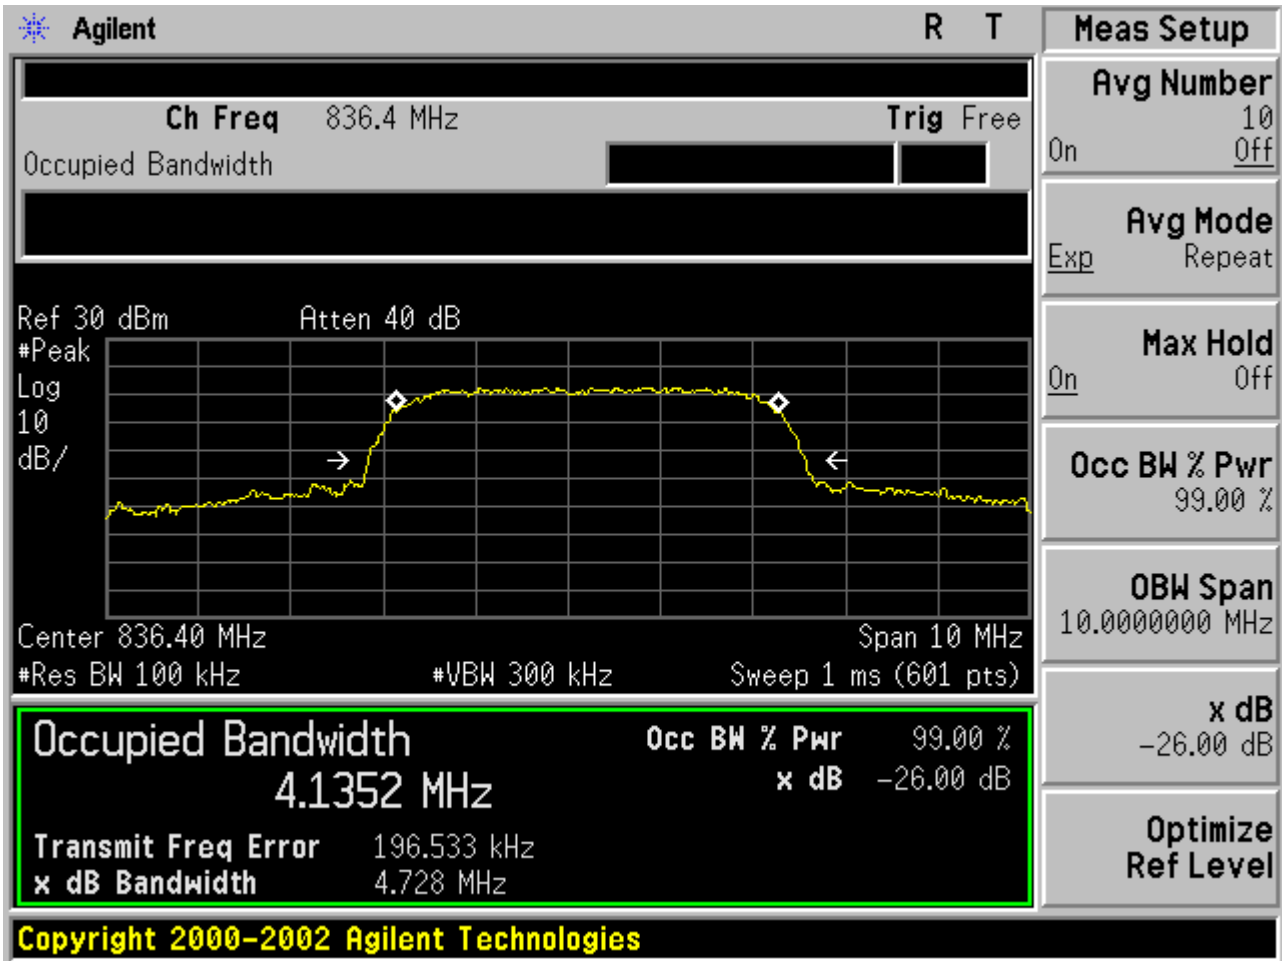 Agilent R T
Ch Freq 836.4 MHz Trig Free
Occupied Bandwidth
Ref 30 dBm Atten 40 dB
#Peak
Log
10
dB/
Center 836.40 MHz Span 10 MHz
#Res BW 100 kHz #VBW 300 kHz Sweep 1 ms (601 pts)
Occupied Bandwidth
4.1352 MHz
Occ BW % Pwr 99.00 %
x dB -26.00 dB
Transmit Freq Error 196.533 kHz
x dB Bandwidth 4.728 MHz
Copyright 2000-2002 Agilent Technologies
Meas Setup
Avg Number
10
On Off
Avg Mode
Exp Repeat
Max Hold
On Off
Occ BW % Pwr
99.00 %
OBW Span
10.0000000 MHz
x dB
-26.00 dB
Optimize
Ref Level